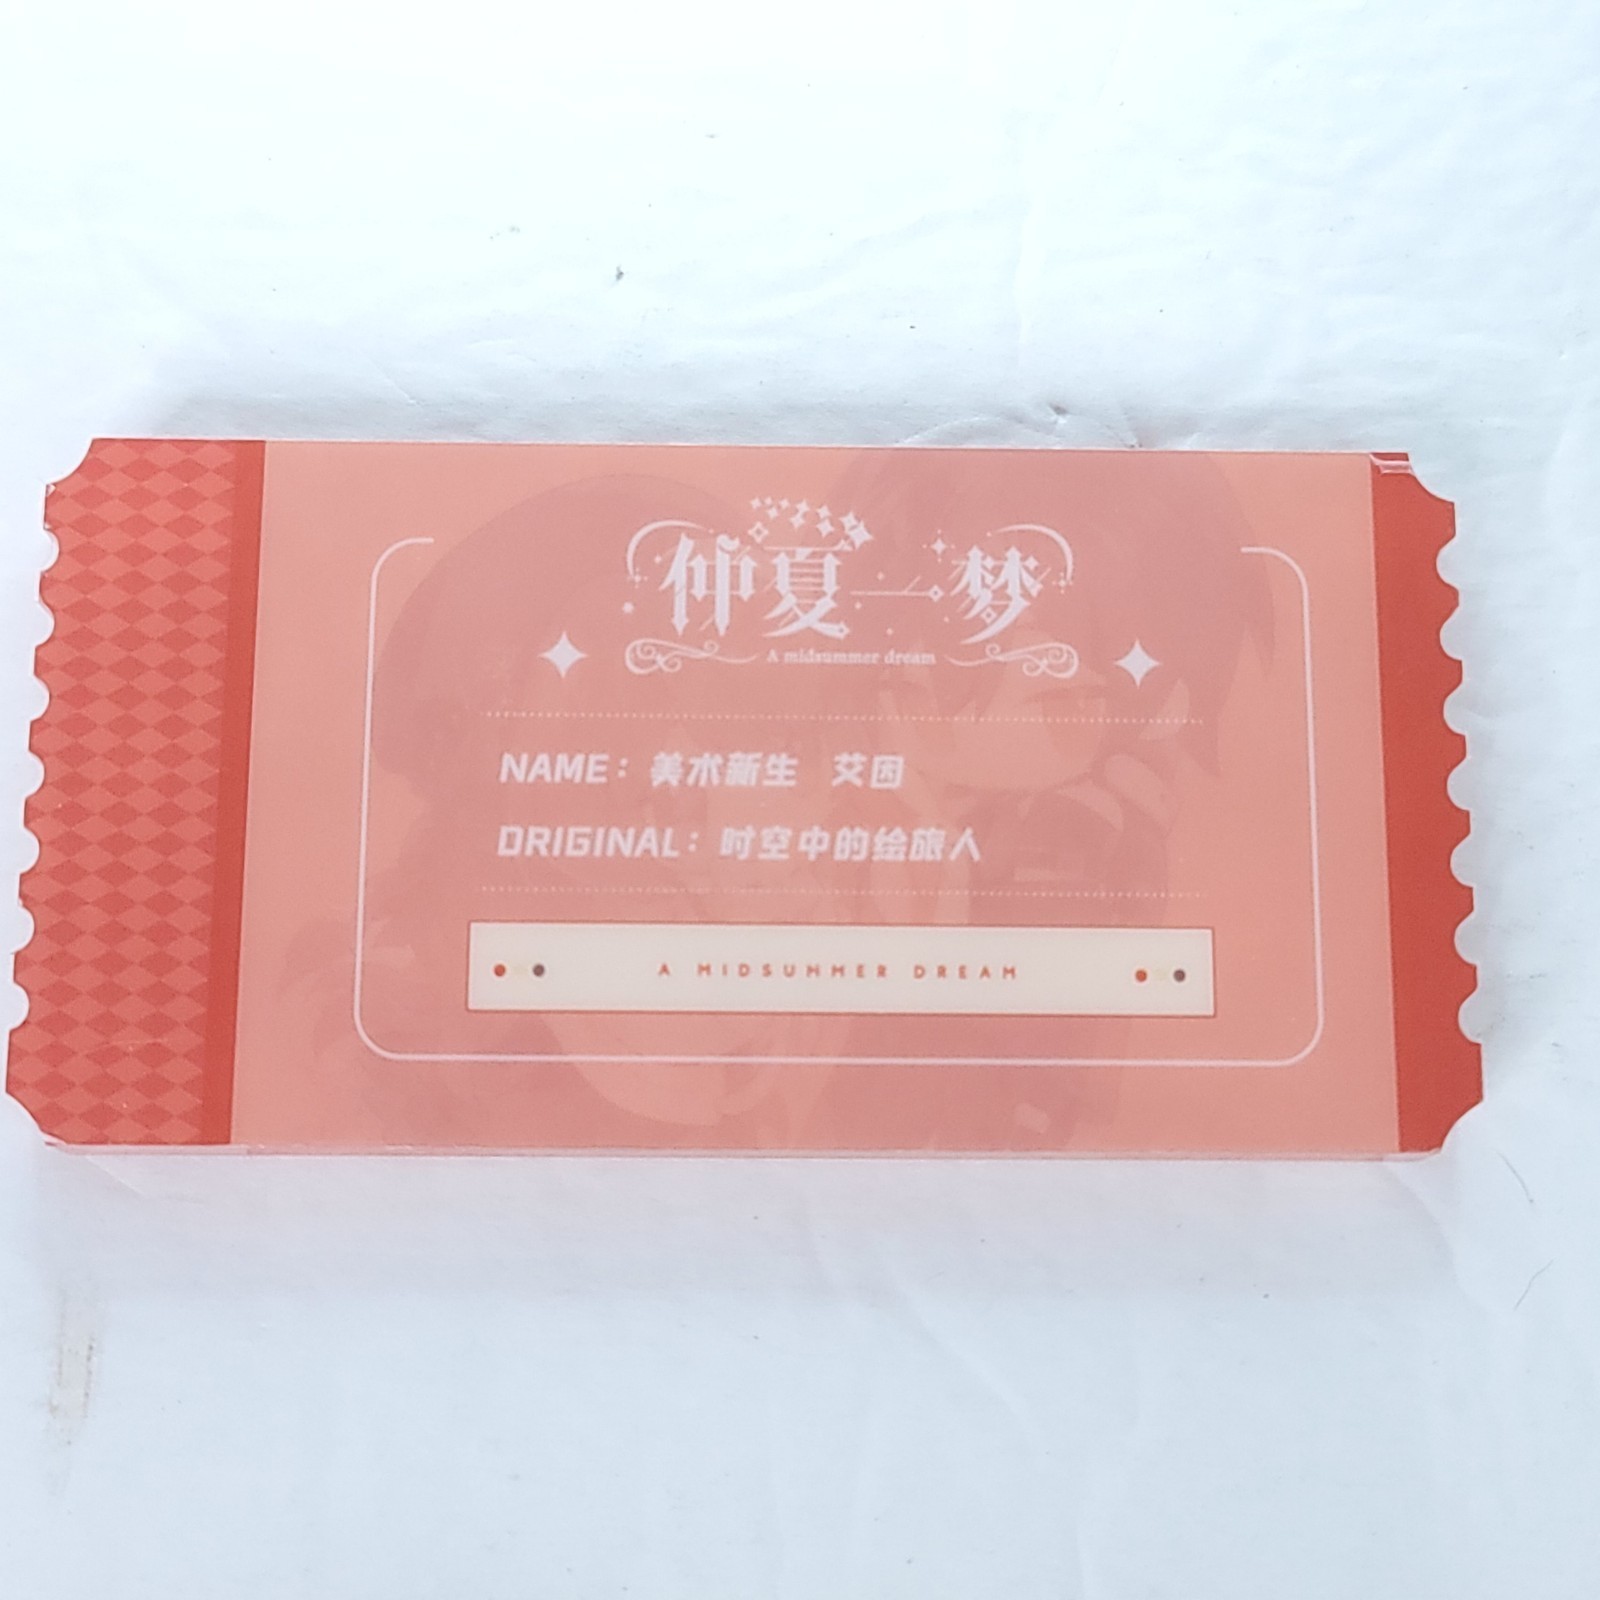 仲夏一梦
A midsummer dream
NAME：美术新生 艾因
ORIGINAL：时空中的绘旅人
A MIDSUMMER DREAM